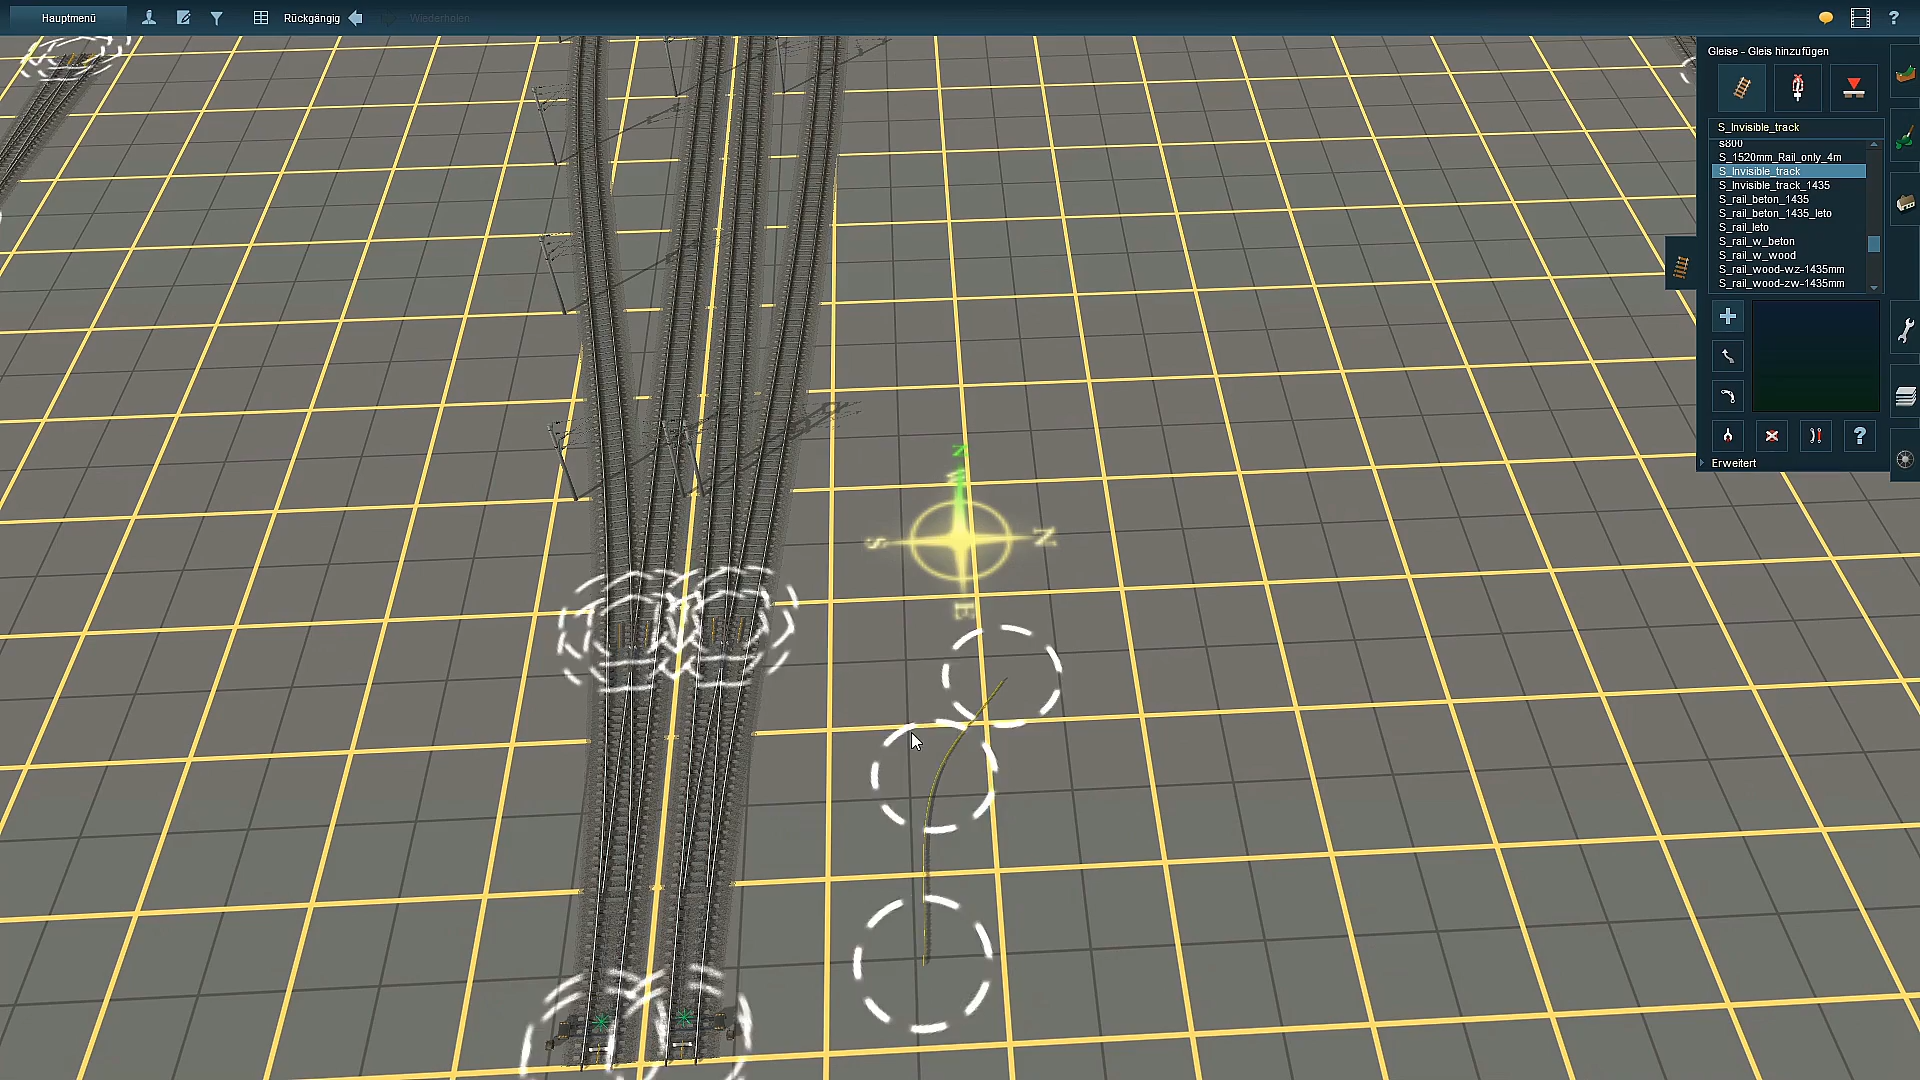 Hauptmenü
Rückgängig
Wiederholen
?
Gleise - Gleis hinzufügen
S_Invisible_track
s800
S_1520mm_Rail_only_4m
S_Invisible_track
S_Invisible_track_1435
S_rail_beton_1435
S_rail_beton_1435_leto
S_rail_leto
S_rail_w_beton
S_rail_w_wood
S_rail_wood-wz-1435mm
S_rail_wood-zw-1435mm
?
Erweitert
N
W
S
N
E